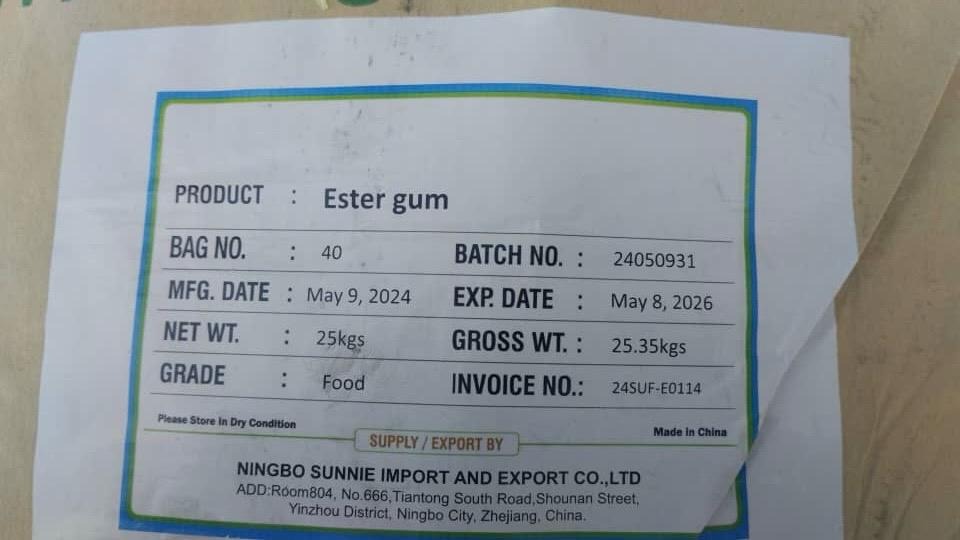 PRODUCT : Ester gum
BAG NO. : 40 BATCH NO. : 24050931
MFG. DATE : May 9, 2024 EXP. DATE : May 8, 2026
NET WT. : 25kgs GROSS WT. : 25.35kgs
GRADE : Food INVOICE NO.: 24SUF-E0114
Please Store In Dry Condition Made in China
SUPPLY / EXPORT BY
NINGBO SUNNIE IMPORT AND EXPORT CO.,LTD
ADD:Room804, No.666,Tiantong South Road,Shounan Street,
Yinzhou District, Ningbo City, Zhejiang, China.